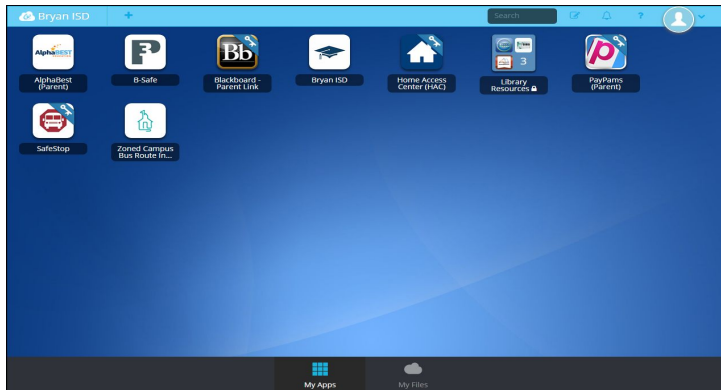 Bryan ISD
+
Search
?
AlphaBEST
P3
Bb
3
AlphaBest
(Parent)
B-Safe
Blackboard -
Parent Link
Bryan ISD
Home Access
Center (HAC)
Library
Resources
PayPams
(Parent)
SafeStop
Zoned Campus
Bus Route In...
My Apps
My Files